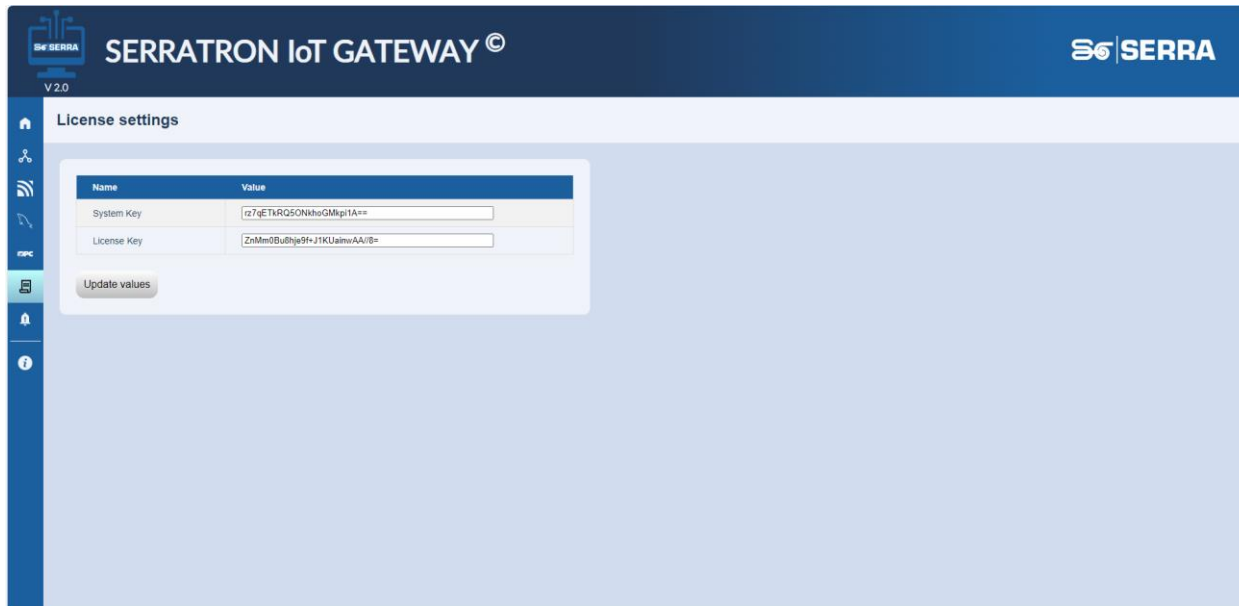 SERRA
V 2.0
SERRATRON IoT GATEWAY ©
SERRA
License settings
Name Value
System Key rz7qETkRQ5ONkhoGMkpi1A==
License Key ZnMm0Bu8hje9f+J1KUainwAA//8=
OPC
Update values